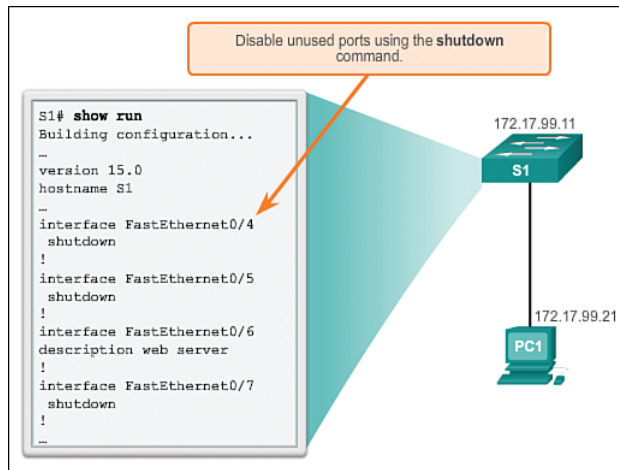 Disable unused ports using the shutdown
command.
S1# show run
Building configuration...
…
version 15.0
hostname S1
…
interface FastEthernet0/4
 shutdown
!
interface FastEthernet0/5
 shutdown
!
interface FastEthernet0/6
description web server
!
interface FastEthernet0/7
 shutdown
!
…
172.17.99.11
S1
172.17.99.21
PC1